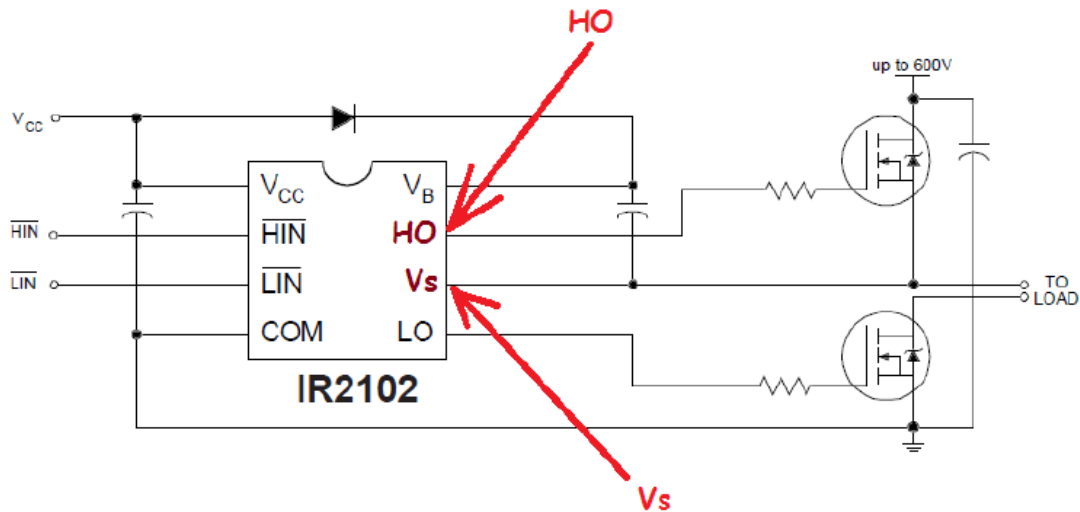 HO
up to 600V
VCC
VCC VB
HIN HIN HO
LIN LIN Vs TO
LOAD
COM LO
IR2102
Vs